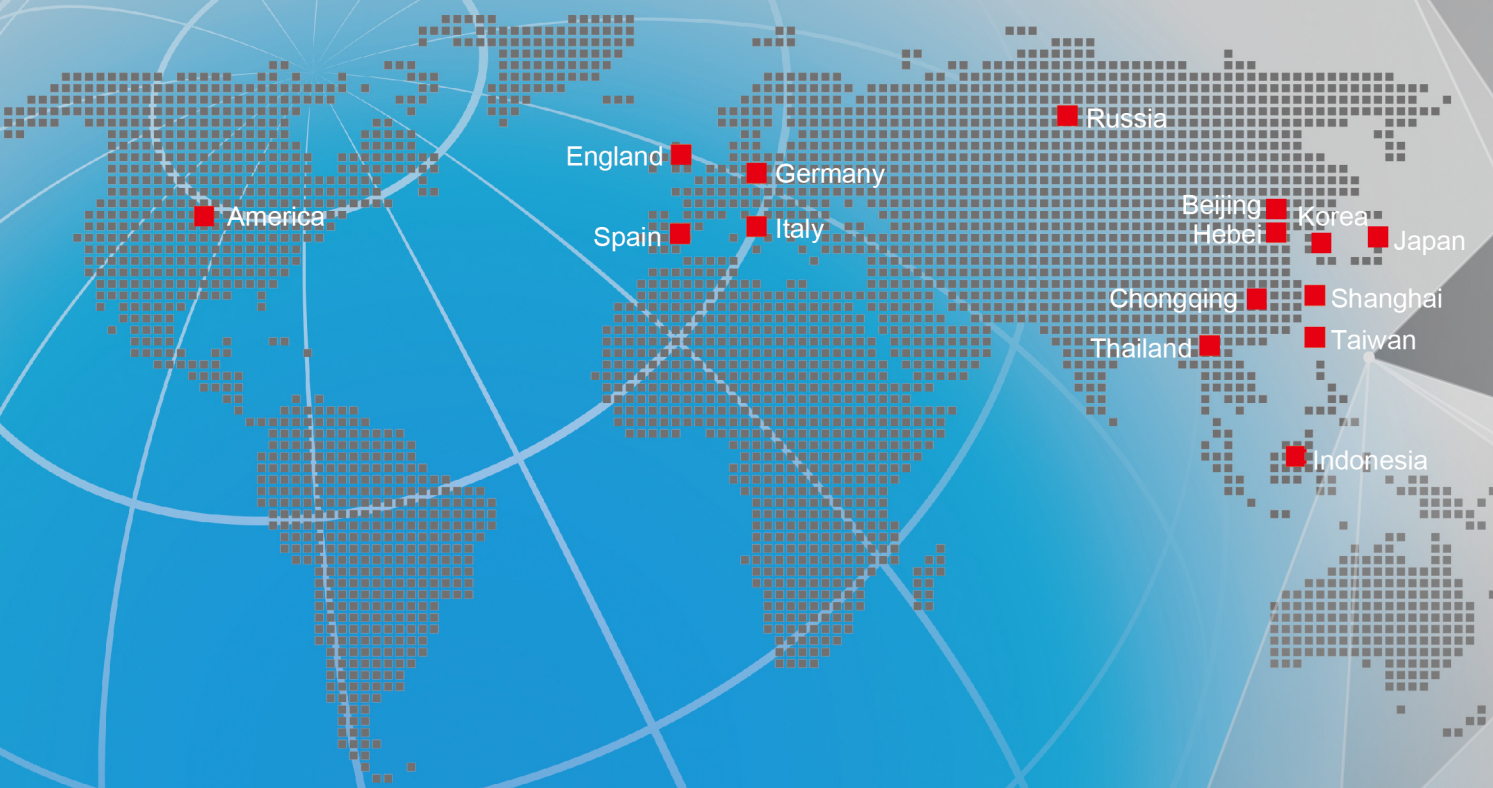 Russia
England
Germany
America
Spain
Italy
Beijing
Korea
Hebei
Japan
Chongqing
Shanghai
Thailand
Taiwan
Indonesia